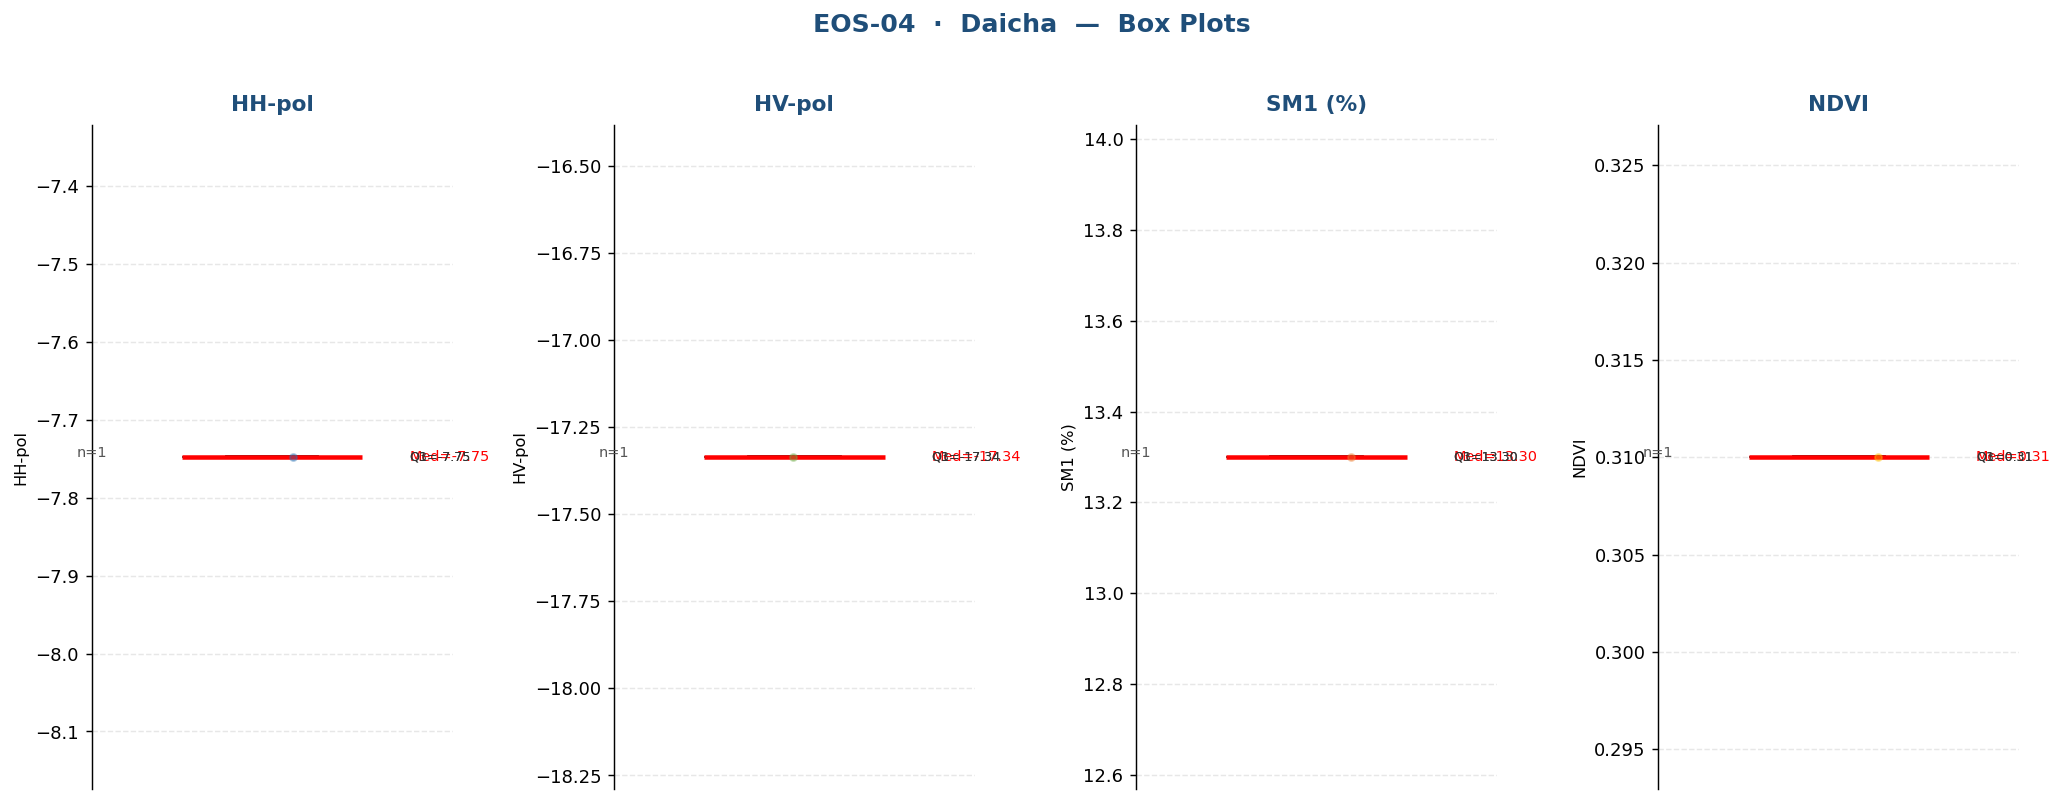 EOS-04 · Daicha — Box Plots
HH-pol
HH-pol
−7.4
−7.5
−7.6
−7.7
−7.8
−7.9
−8.0
−8.1
n=1
HV-pol
HV-pol
−16.50
−16.75
−17.00
−17.25
−17.50
−17.75
−18.00
−18.25
n=1
SM1 (%)
SM1 (%)
14.0
13.8
13.6
13.4
13.2
13.0
12.8
12.6
n=1
NDVI
NDVI
0.325
0.320
0.315
0.310
0.305
0.300
0.295
n=1